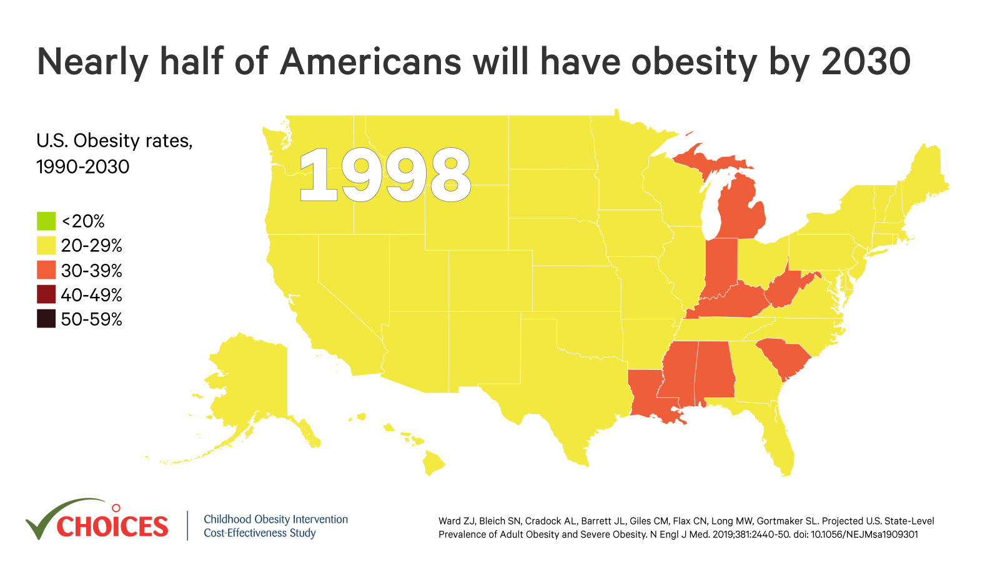 Nearly half of Americans will have obesity by 2030
U.S. Obesity rates,
1990-2030
1998
<20%
20-29%
30-39%
40-49%
50-59%
CHOICES
Childhood Obesity Intervention
Cost-Effectiveness Study
Ward ZJ, Bleich SN, Cradock AL, Barrett JL, Giles CM, Flax CN, Long MW, Gortmaker SL. Projected U.S. State-Level
Prevalence of Adult Obesity and Severe Obesity. N Engl J Med. 2019;381:2440-50. doi: 10.1056/NEJMsa1909301